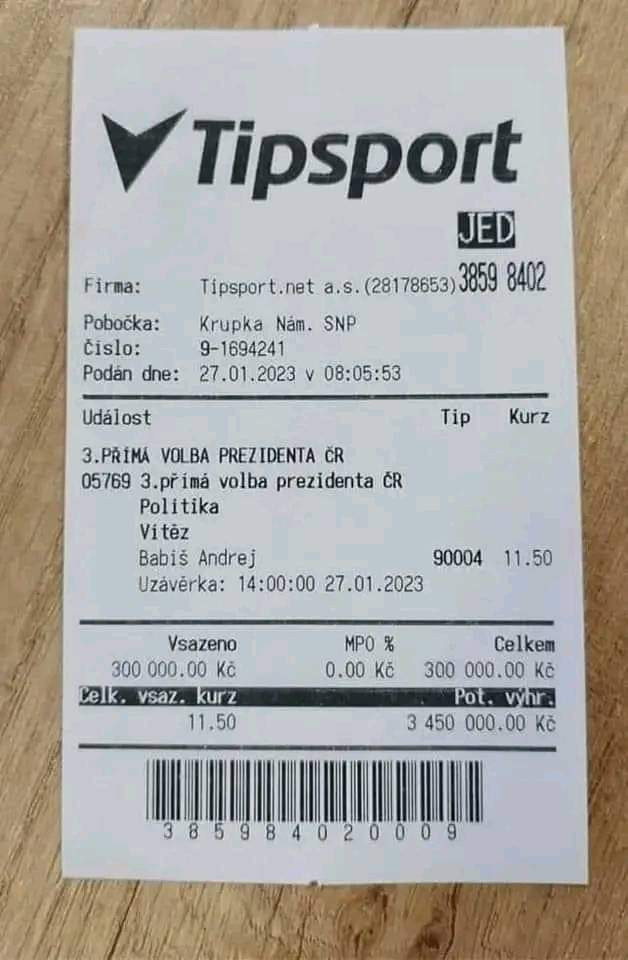 Tipsport
JED
Firma: Tipsport.net a.s.(28178653) 3859 8402
Pobočka: Krupka Nám. SNP
Číslo: 9-1694241
Podán dne: 27.01.2023 v 08:05:53
Událost Tip Kurz
3.PŘÍMÁ VOLBA PREZIDENTA ČR
05769 3.přímá volba prezidenta ČR
Politika
Vítěz
Babiš Andrej 90004 11.50
Uzávěrka: 14:00:00 27.01.2023
Vsazeno MPO % Celkem
300 000.00 Kč 0.00 Kč 300 000.00 Kč
Celk. vsaz. kurz Pot. výhr.
11.50 3 450 000.00 Kč
385984020009